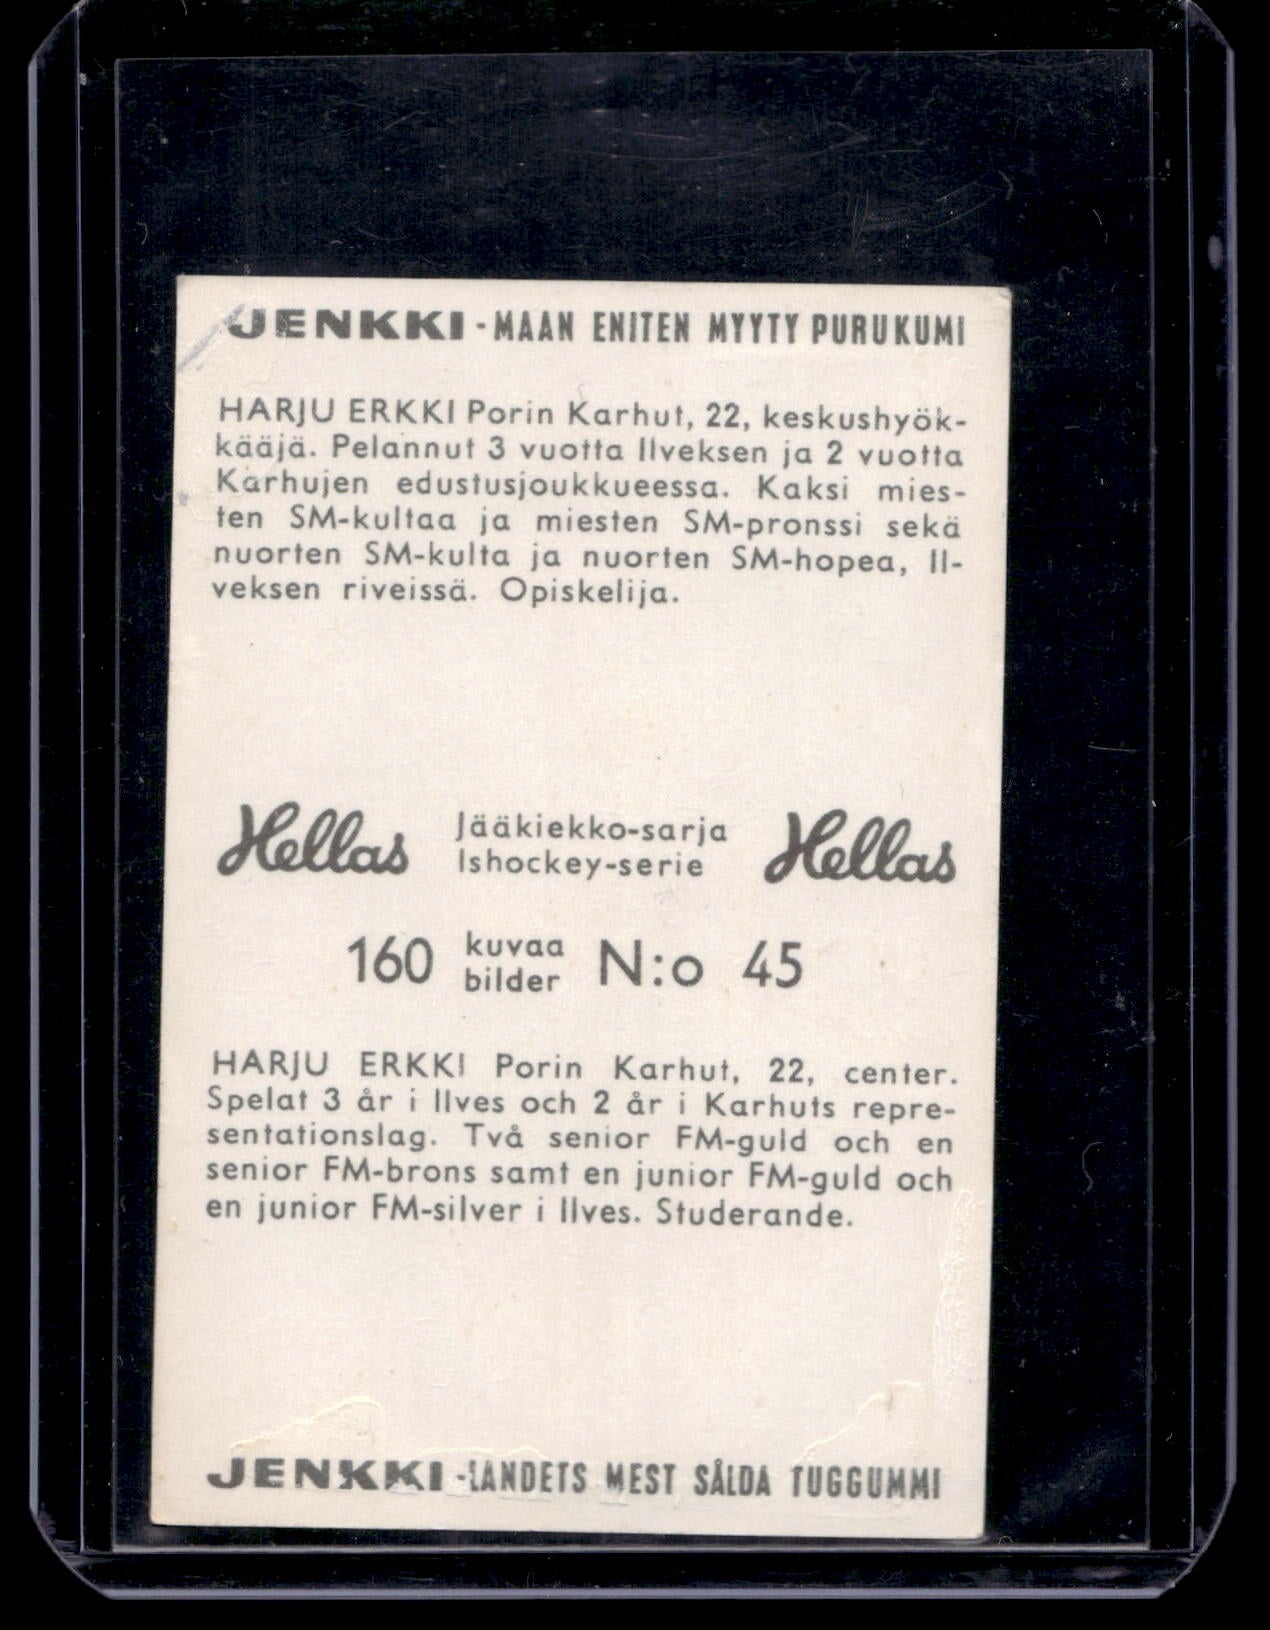 JENKKI - MAAN ENITEN MYYTY PURUKUMI
HARJU ERKKI Porin Karhut, 22, keskushyök-
kääjä. Pelannut 3 vuotta Ilveksen ja 2 vuotta
Karhujen edustusjoukkueessa. Kaksi mies-
ten SM-kultaa ja miesten SM-pronssi sekä
nuorten SM-kulta ja nuorten SM-hopea, Il-
veksen riveissä. Opiskelija.
Hellas Jääkiekko-sarja Hellas
Ishockey-serie
160 kuvaa N:o 45
bilder
HARJU ERKKI Porin Karhut, 22, center.
Spelat 3 år i Ilves och 2 år i Karhuts repre-
sentationslag. Två senior FM-guld och en
senior FM-brons samt en junior FM-guld och
en junior FM-silver i Ilves. Studerande.
JENKKI - LANDETS MEST SÅLDA TUGGUMMI